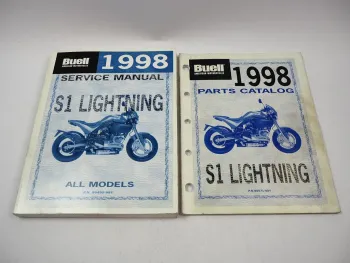 Buell
1998
SERVICE MANUAL
S1 LIGHTNING
ALL MODELS
Buell
1998
PARTS CATALOG
S1 LIGHTNING